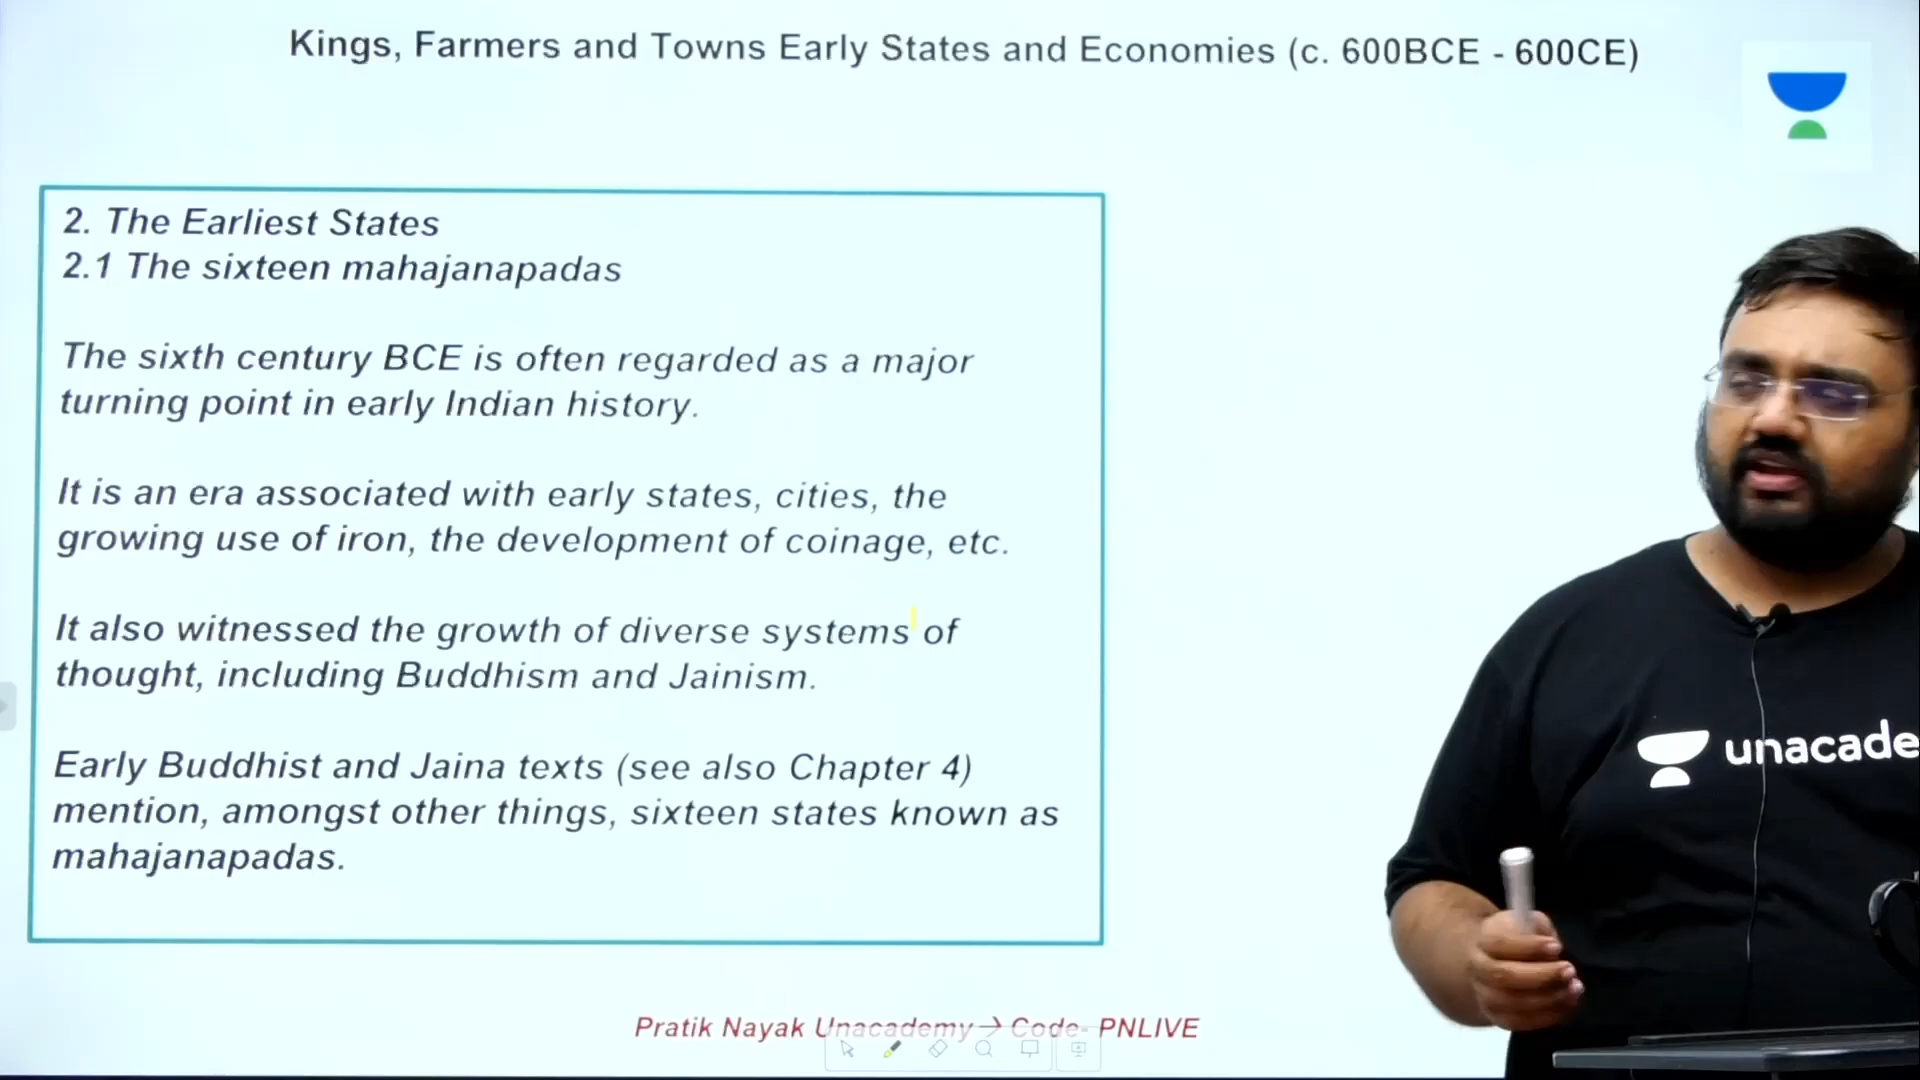 Kings, Farmers and Towns Early States and Economies (c. 600BCE - 600CE)
2. The Earliest States
2.1 The sixteen mahajanapadas
The sixth century BCE is often regarded as a major
turning point in early Indian history.
It is an era associated with early states, cities, the
growing use of iron, the development of coinage, etc.
It also witnessed the growth of diverse systems of
thought, including Buddhism and Jainism.
Early Buddhist and Jaina texts (see also Chapter 4)
mention, amongst other things, sixteen states known as
mahajanapadas.
unacade
Pratik Nayak Unacademy→ Code- PNLIVE